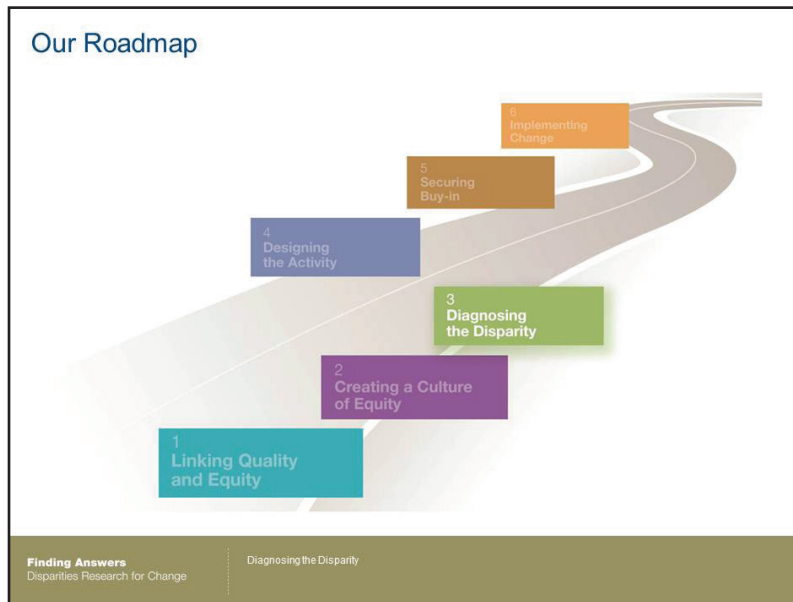 Our Roadmap
6
Implementing
Change
5
Securing
Buy-in
4
Designing
the Activity
3
Diagnosing
the Disparity
2
Creating a Culture
of Equity
1
Linking Quality
and Equity
Finding Answers
Disparities Research for Change
Diagnosing the Disparity